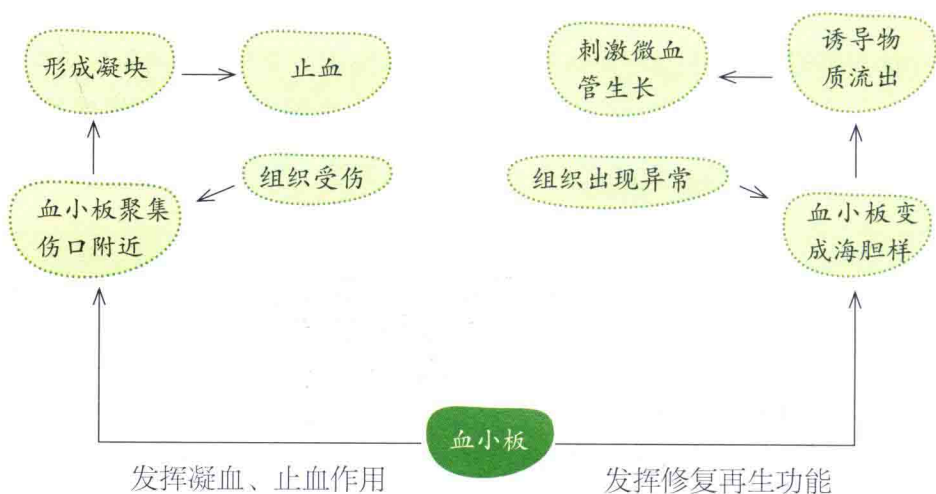 形成凝块
止血
刺激微血
管生长
诱导物
质流出
组织受伤
组织出现异常
血小板聚集
伤口附近
血小板变
成海胆样
血小板
发挥凝血、止血作用
发挥修复再生功能